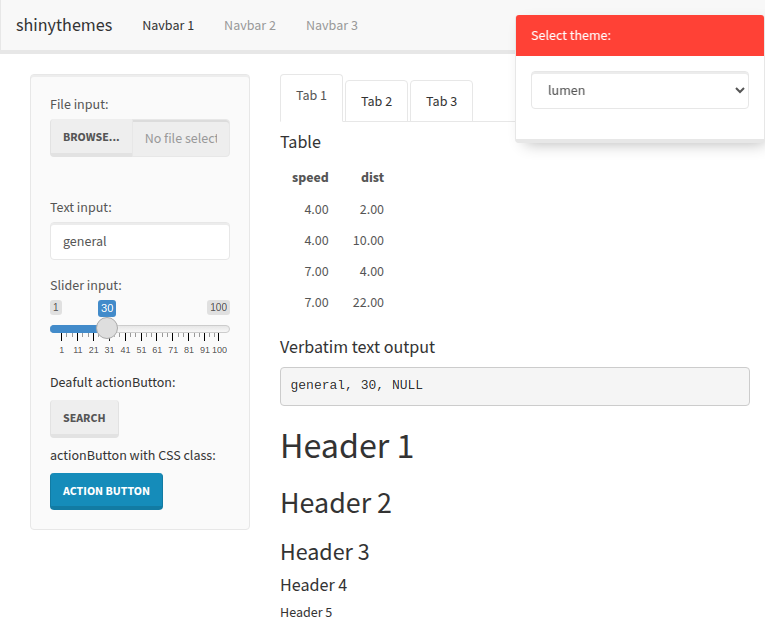 shinythemes Navbar 1 Navbar 2 Navbar 3
Select theme:
lumen
File input:
BROWSE... No file select
Text input:
general
Slider input:
1 30 100
1 11 21 31 41 51 61 71 81 91 100
Deafult actionButton:
SEARCH
actionButton with CSS class:
ACTION BUTTON
Tab 1 Tab 2 Tab 3
Table
speed dist
4.00 2.00
4.00 10.00
7.00 4.00
7.00 22.00
Verbatim text output
general, 30, NULL
Header 1
Header 2
Header 3
Header 4
Header 5